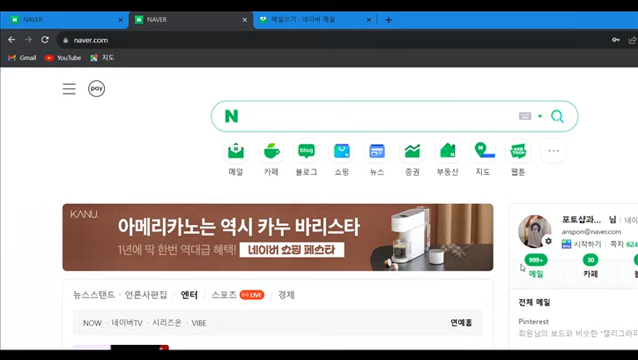 NAVER
NAVER
메일쓰기 : 네이버 메일
naver.com
Gmail
YouTube
지도
pay
N
메일
카페
blog
블로그
쇼핑
뉴스
증권
부동산
지도
WEB TOON
웹툰
KANU
아메리카노는 역시 카누 바리스타
1년에 딱 한번 역대급 혜택! 네이버 쇼핑 페스타
포토샵과... 님
anspon@naver.com
시작하기 · 쪽지 624
999+
30
메일
카페
뉴스스탠드 · 언론사편집 엔터 스포츠 LIVE 경제
NOW · 네이버TV · 시리즈온 · VIBE
연예홈
전체 메일
Pinterest
회원님의 보드와 비슷한 "캘리그라피